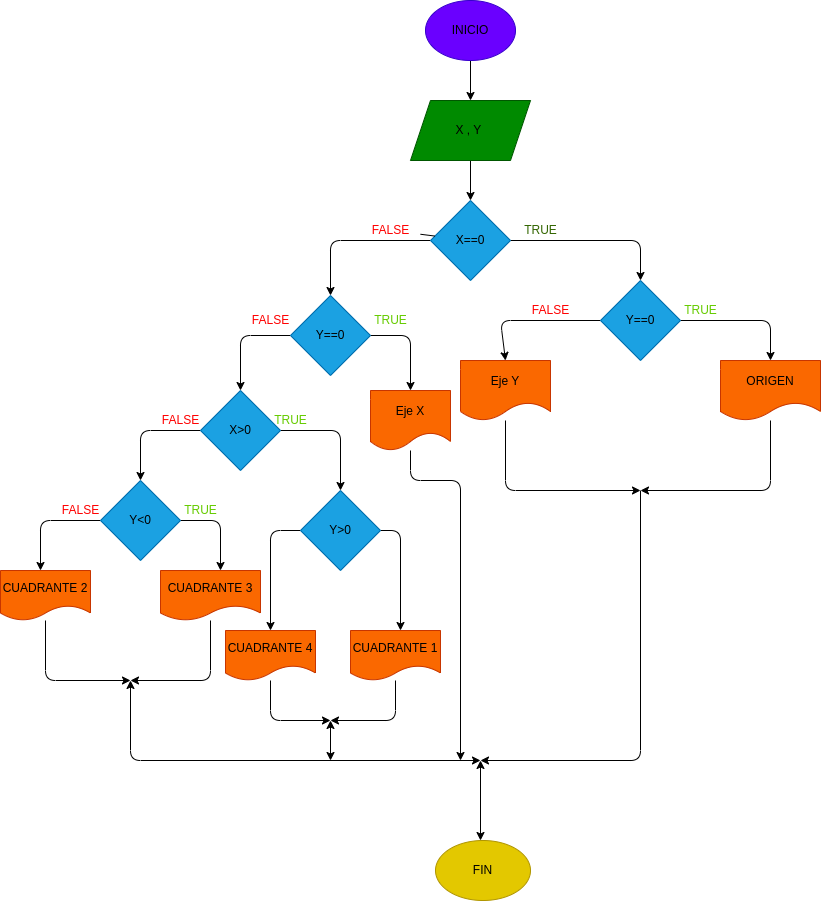 INICIO
X , Y
FALSE
X==0
TRUE
FALSE
Y==0
TRUE
FALSE
Y==0
TRUE
Eje Y
ORIGEN
Eje X
FALSE
X>0
TRUE
FALSE
Y<0
TRUE
Y>0
CUADRANTE 2
CUADRANTE 3
CUADRANTE 4
CUADRANTE 1
FIN